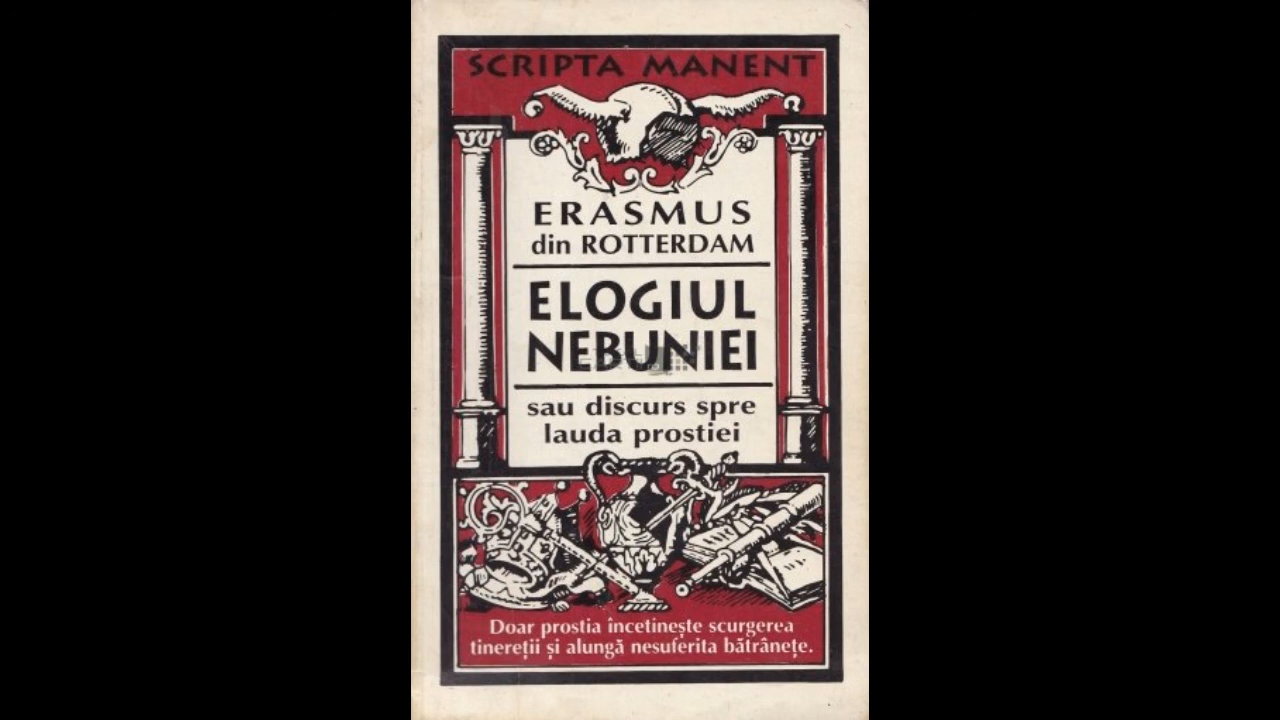 SCRIPTA MANENT
ERASMUS
din ROTTERDAM
ELOGIUL
NEBUNIEI
sau discurs spre
lauda prostiei
Doar prostia încetinește scurgerea
tinereții și alungă nesuferita bătrânețe.